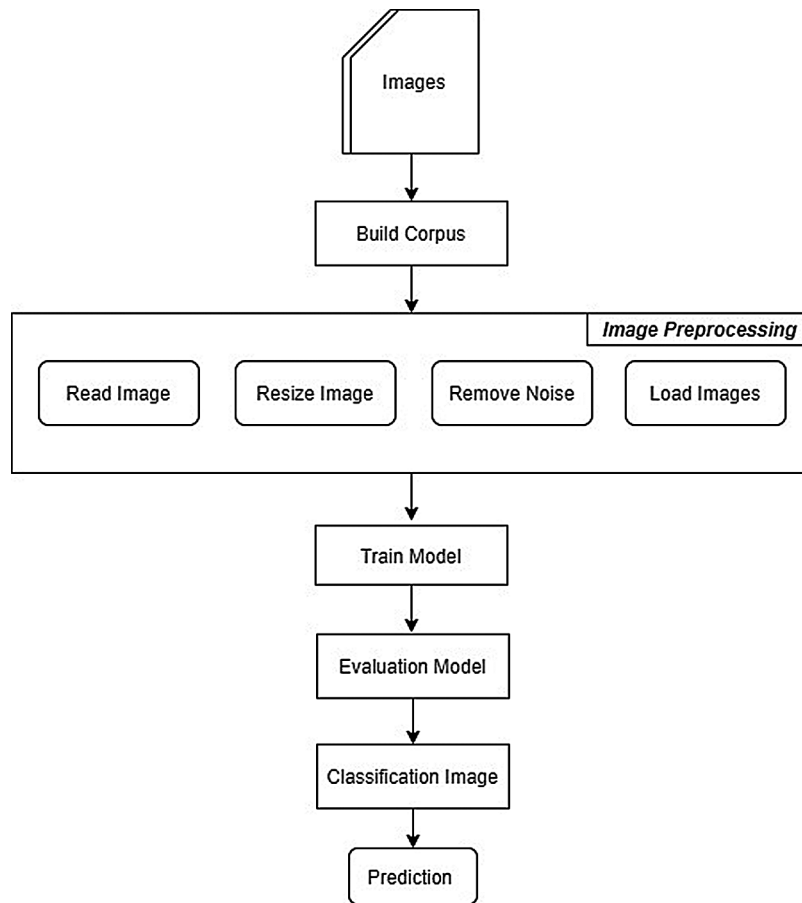 Images
Build Corpus
Image Preprocessing
Read Image
Resize Image
Remove Noise
Load Images
Train Model
Evaluation Model
Classification Image
Prediction